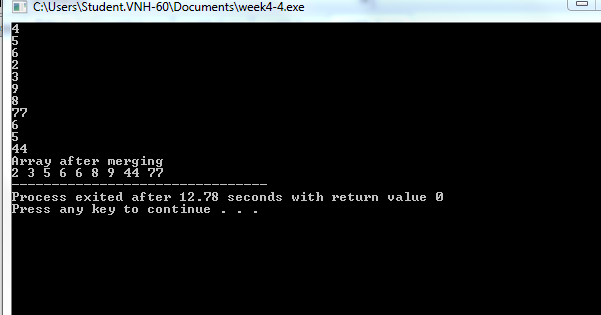 C:\Users\Student.VNH-60\Documents\week4-4.exe
4
5
6
2
3
9
8
77
6
5
44
Array after merging
2 3 5 6 6 8 9 44 77
--------------------------------
Process exited after 12.78 seconds with return value 0
Press any key to continue . . .